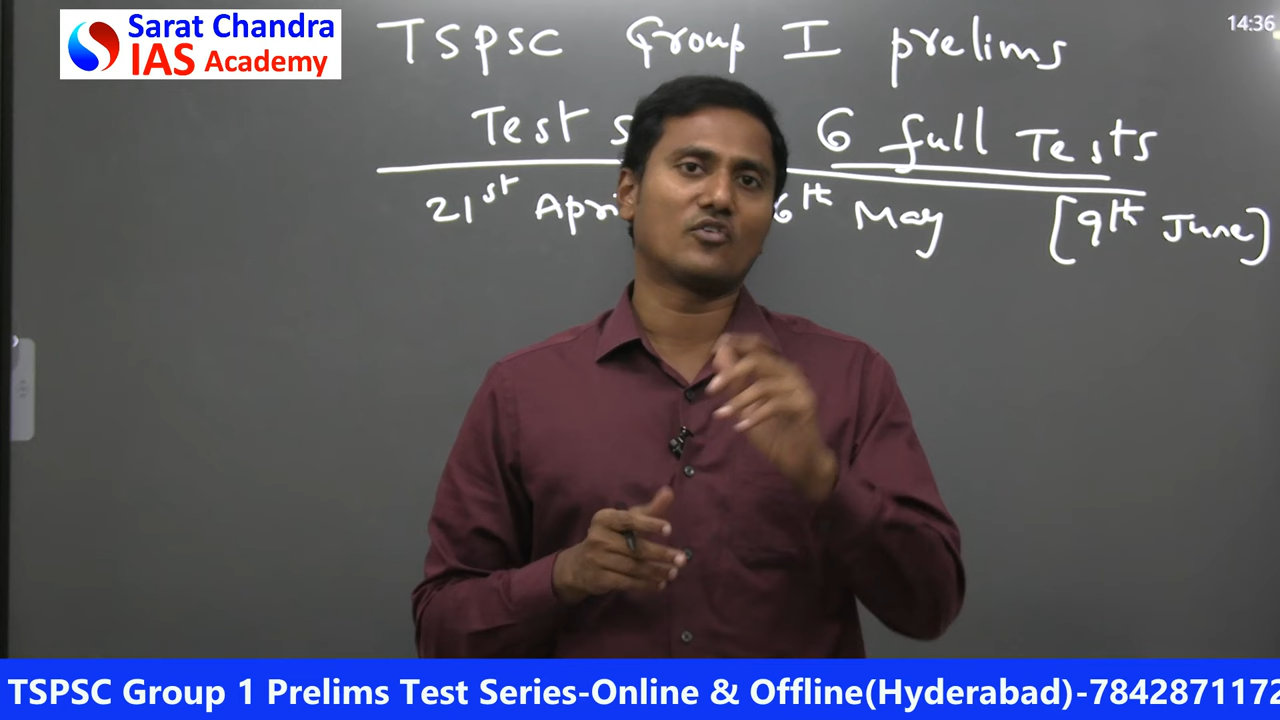 Sarat Chandra
IAS Academy
14:36
TSPSC Group I prelims
Test 6 full Tests
21st April 6th May [9th June]
TSPSC Group 1 Prelims Test Series-Online & Offline(Hyderabad)-7842871172